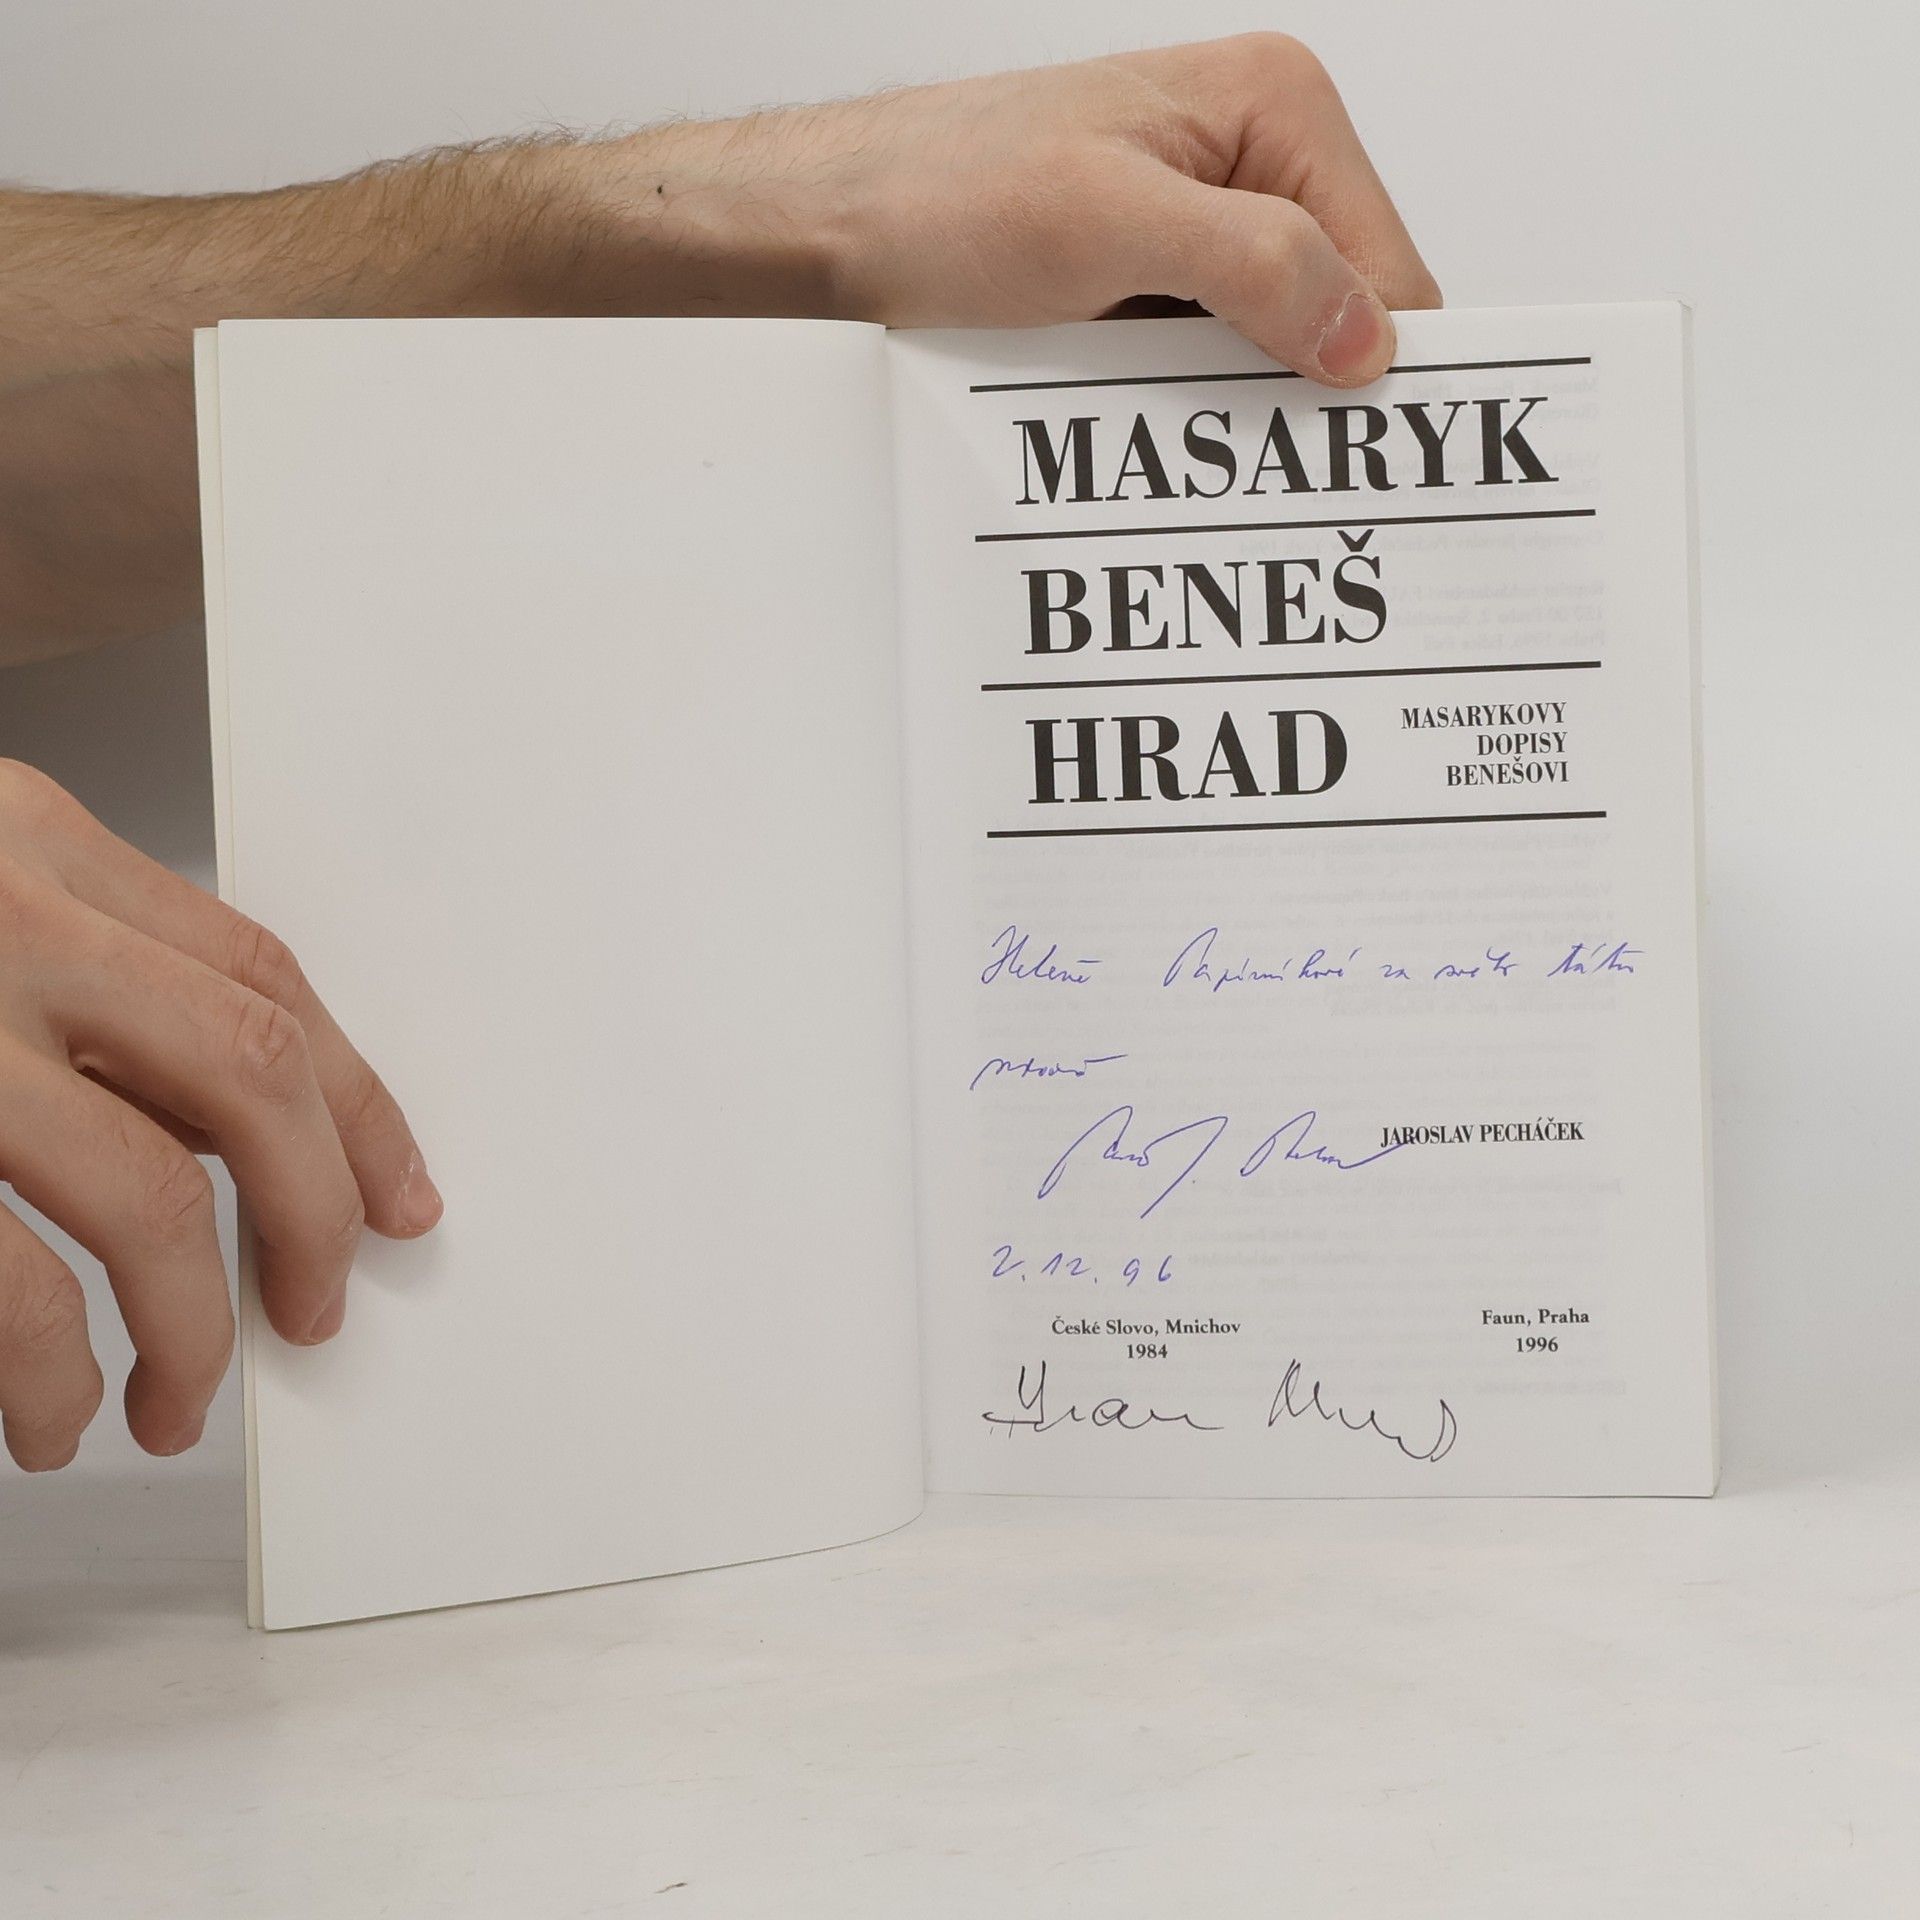 MASARYK
BENEŠ
HRAD
MASARYKOVY
DOPISY
BENEŠOVI
Heleně Papírníkové za
JAROSLAV PECHÁČEK
2.12.96
České Slovo, Mnichov
1984
Faun, Praha
1996